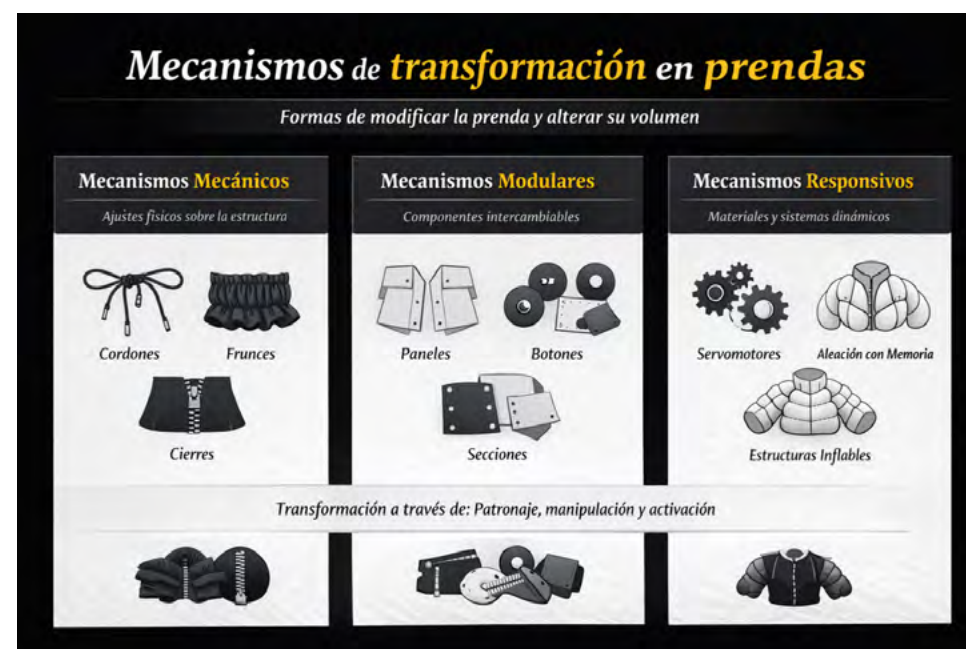 Mecanismos de transformación en prendas
Formas de modificar la prenda y alterar su volumen
Mecanismos Mecánicos
Ajustes físicos sobre la estructura
Cordones
Frunces
Cierres
Mecanismos Modulares
Componentes intercambiables
Paneles
Botones
Secciones
Mecanismos Responsivos
Materiales y sistemas dinámicos
Servomotores
Aleación con Memoria
Estructuras Inflables
Transformación a través de: Patronaje, manipulación y activación